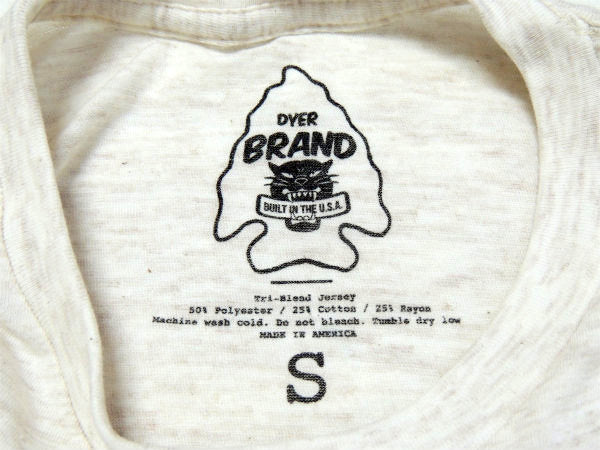 DYER
BRAND
BUILT IN THE U.S.A.
Tri-Blend Jersey
50% Polyester / 25% Cotton / 25% Rayon
Machine wash cold. Do not bleach. Tumble dry low
MADE IN AMERICA
S